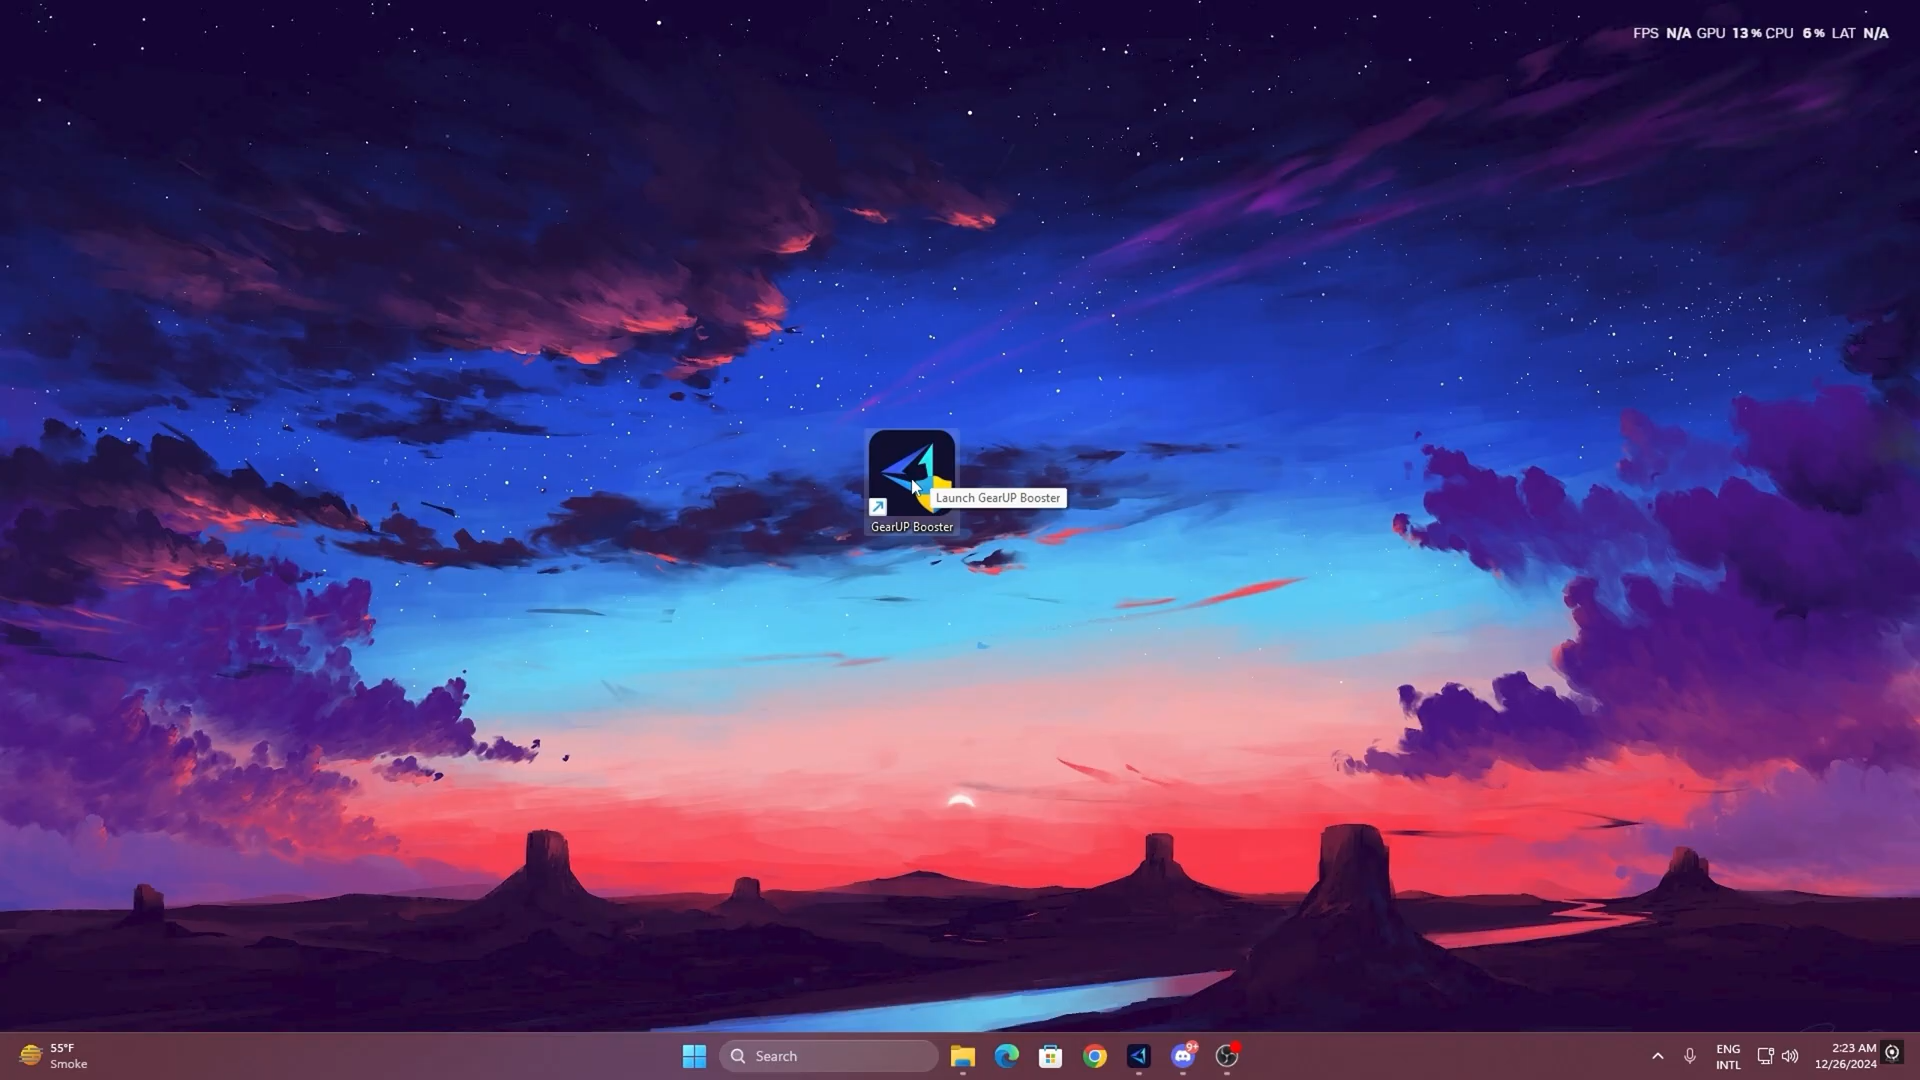 FPS N/A GPU 13 % CPU 6 % LAT N/A
Launch GearUP Booster
GearUP Booster
55°F
Smoke
Search
9+
ENG
INTL
2:23 AM
12/26/2024